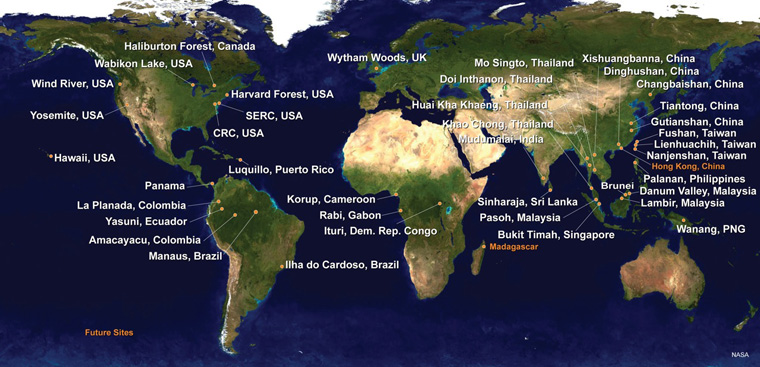 Haliburton Forest, Canada
Wabikon Lake, USA
Wind River, USA
Harvard Forest, USA
Yosemite, USA
SERC, USA
CRC, USA
Hawaii, USA
Luquillo, Puerto Rico
Panama
La Planada, Colombia
Yasuni, Ecuador
Amacayacu, Colombia
Manaus, Brazil
Ilha do Cardoso, Brazil
Future Sites
Wytham Woods, UK
Korup, Cameroon
Rabi, Gabon
Ituri, Dem. Rep. Congo
Madagascar
Mo Singto, Thailand
Doi Inthanon, Thailand
Huai Kha Khaeng, Thailand
Khao Chong, Thailand
Mudumalai, India
Xishuangbanna, China
Dinghushan, China
Changbaishan, China
Tiantong, China
Gutianshan, China
Fushan, Taiwan
Lienhuachih, Taiwan
Nanjenshan, Taiwan
Hong Kong, China
Palanan, Philippines
Brunei
Danum Valley, Malaysia
Lambir, Malaysia
Sinharaja, Sri Lanka
Pasoh, Malaysia
Bukit Timah, Singapore
Wanang, PNG
NASA